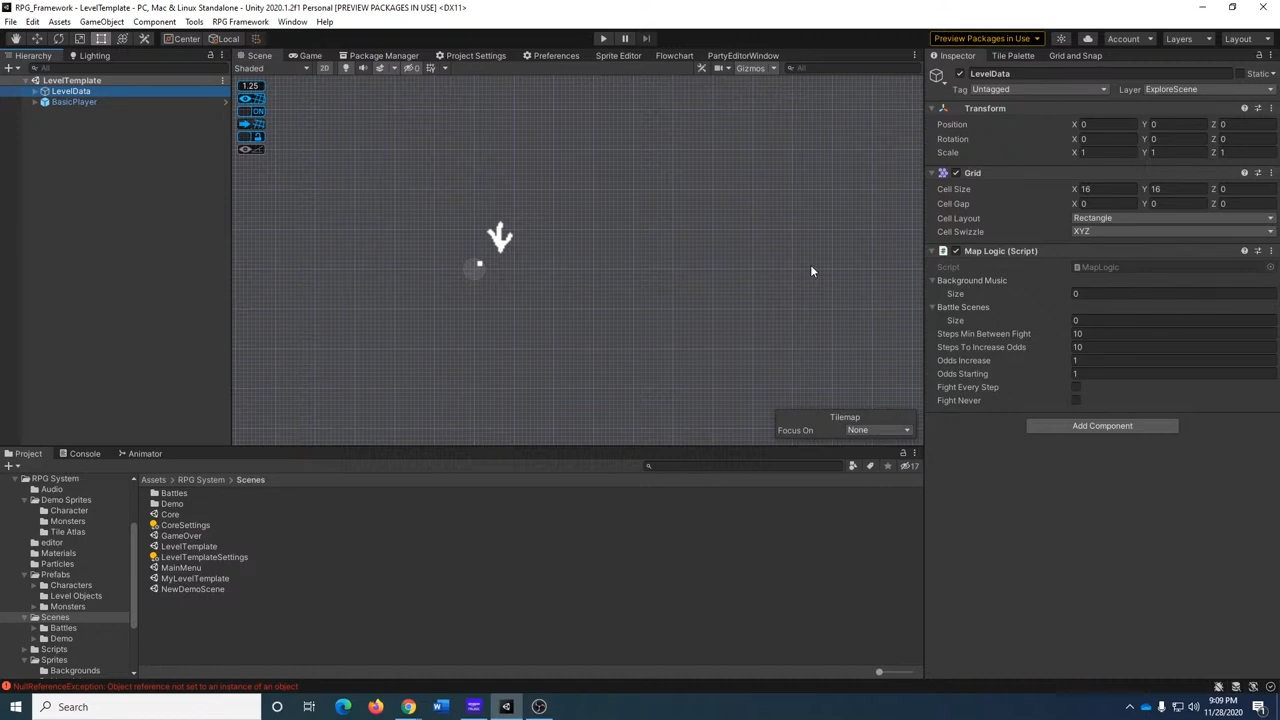 RPG_Framework - LevelTemplate - PC, Mac & Linux Standalone - Unity 2020.1.2f1 Personal [PREVIEW PACKAGES IN USE] <DX11>
File Edit Assets GameObject Component Tools RPG Framework Window Help
Center Local Preview Packages in Use Account Layers Layout
Hierarchy Lighting
All
LevelTemplate
LevelData
BasicPlayer
Scene Game Package Manager Project Settings Preferences Sprite Editor Flowchart PartyEditorWindow
Shaded 2D 0 Gizmos All
1.25
ON
Tilemap
Focus On None
Inspector Tile Palette Grid and Snap
LevelData Static
Tag Untagged Layer ExploreScene
Transform
Position X 0 Y 0 Z 0
Rotation X 0 Y 0 Z 0
Scale X 1 Y 1 Z 1
Grid
Cell Size X 16 Y 16 Z 0
Cell Gap X 0 Y 0 Z 0
Cell Layout Rectangle
Cell Swizzle XYZ
Map Logic (Script)
Script MapLogic
Background Music
Size 0
Battle Scenes
Size 0
Steps Min Between Fight 10
Steps To Increase Odds 10
Odds Increase 1
Odds Starting 1
Fight Every Step
Fight Never
Add Component
Project Console Animator
17
RPG System
Audio
Demo Sprites
Character
Monsters
Tile Atlas
editor
Materials
Particles
Prefabs
Characters
Level Objects
Monsters
Scenes
Battles
Demo
Scripts
Sprites
Backgrounds
Assets RPG System Scenes
Battles
Demo
Core
CoreSettings
GameOver
LevelTemplate
LevelTemplateSettings
MainMenu
MyLevelTemplate
NewDemoScene
NullReferenceException: Object reference not set to an instance of an object
Search
9:09 PM
11/28/2020